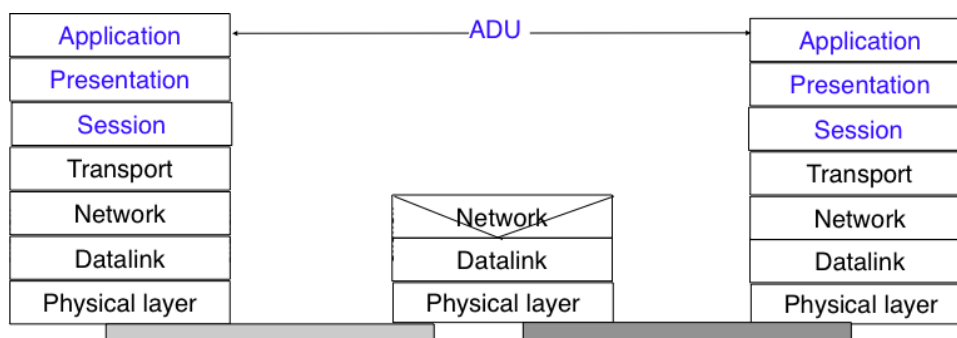 Application
Presentation
Session
Transport
Network
Datalink
Physical layer
ADU
Network
Datalink
Physical layer
Application
Presentation
Session
Transport
Network
Datalink
Physical layer